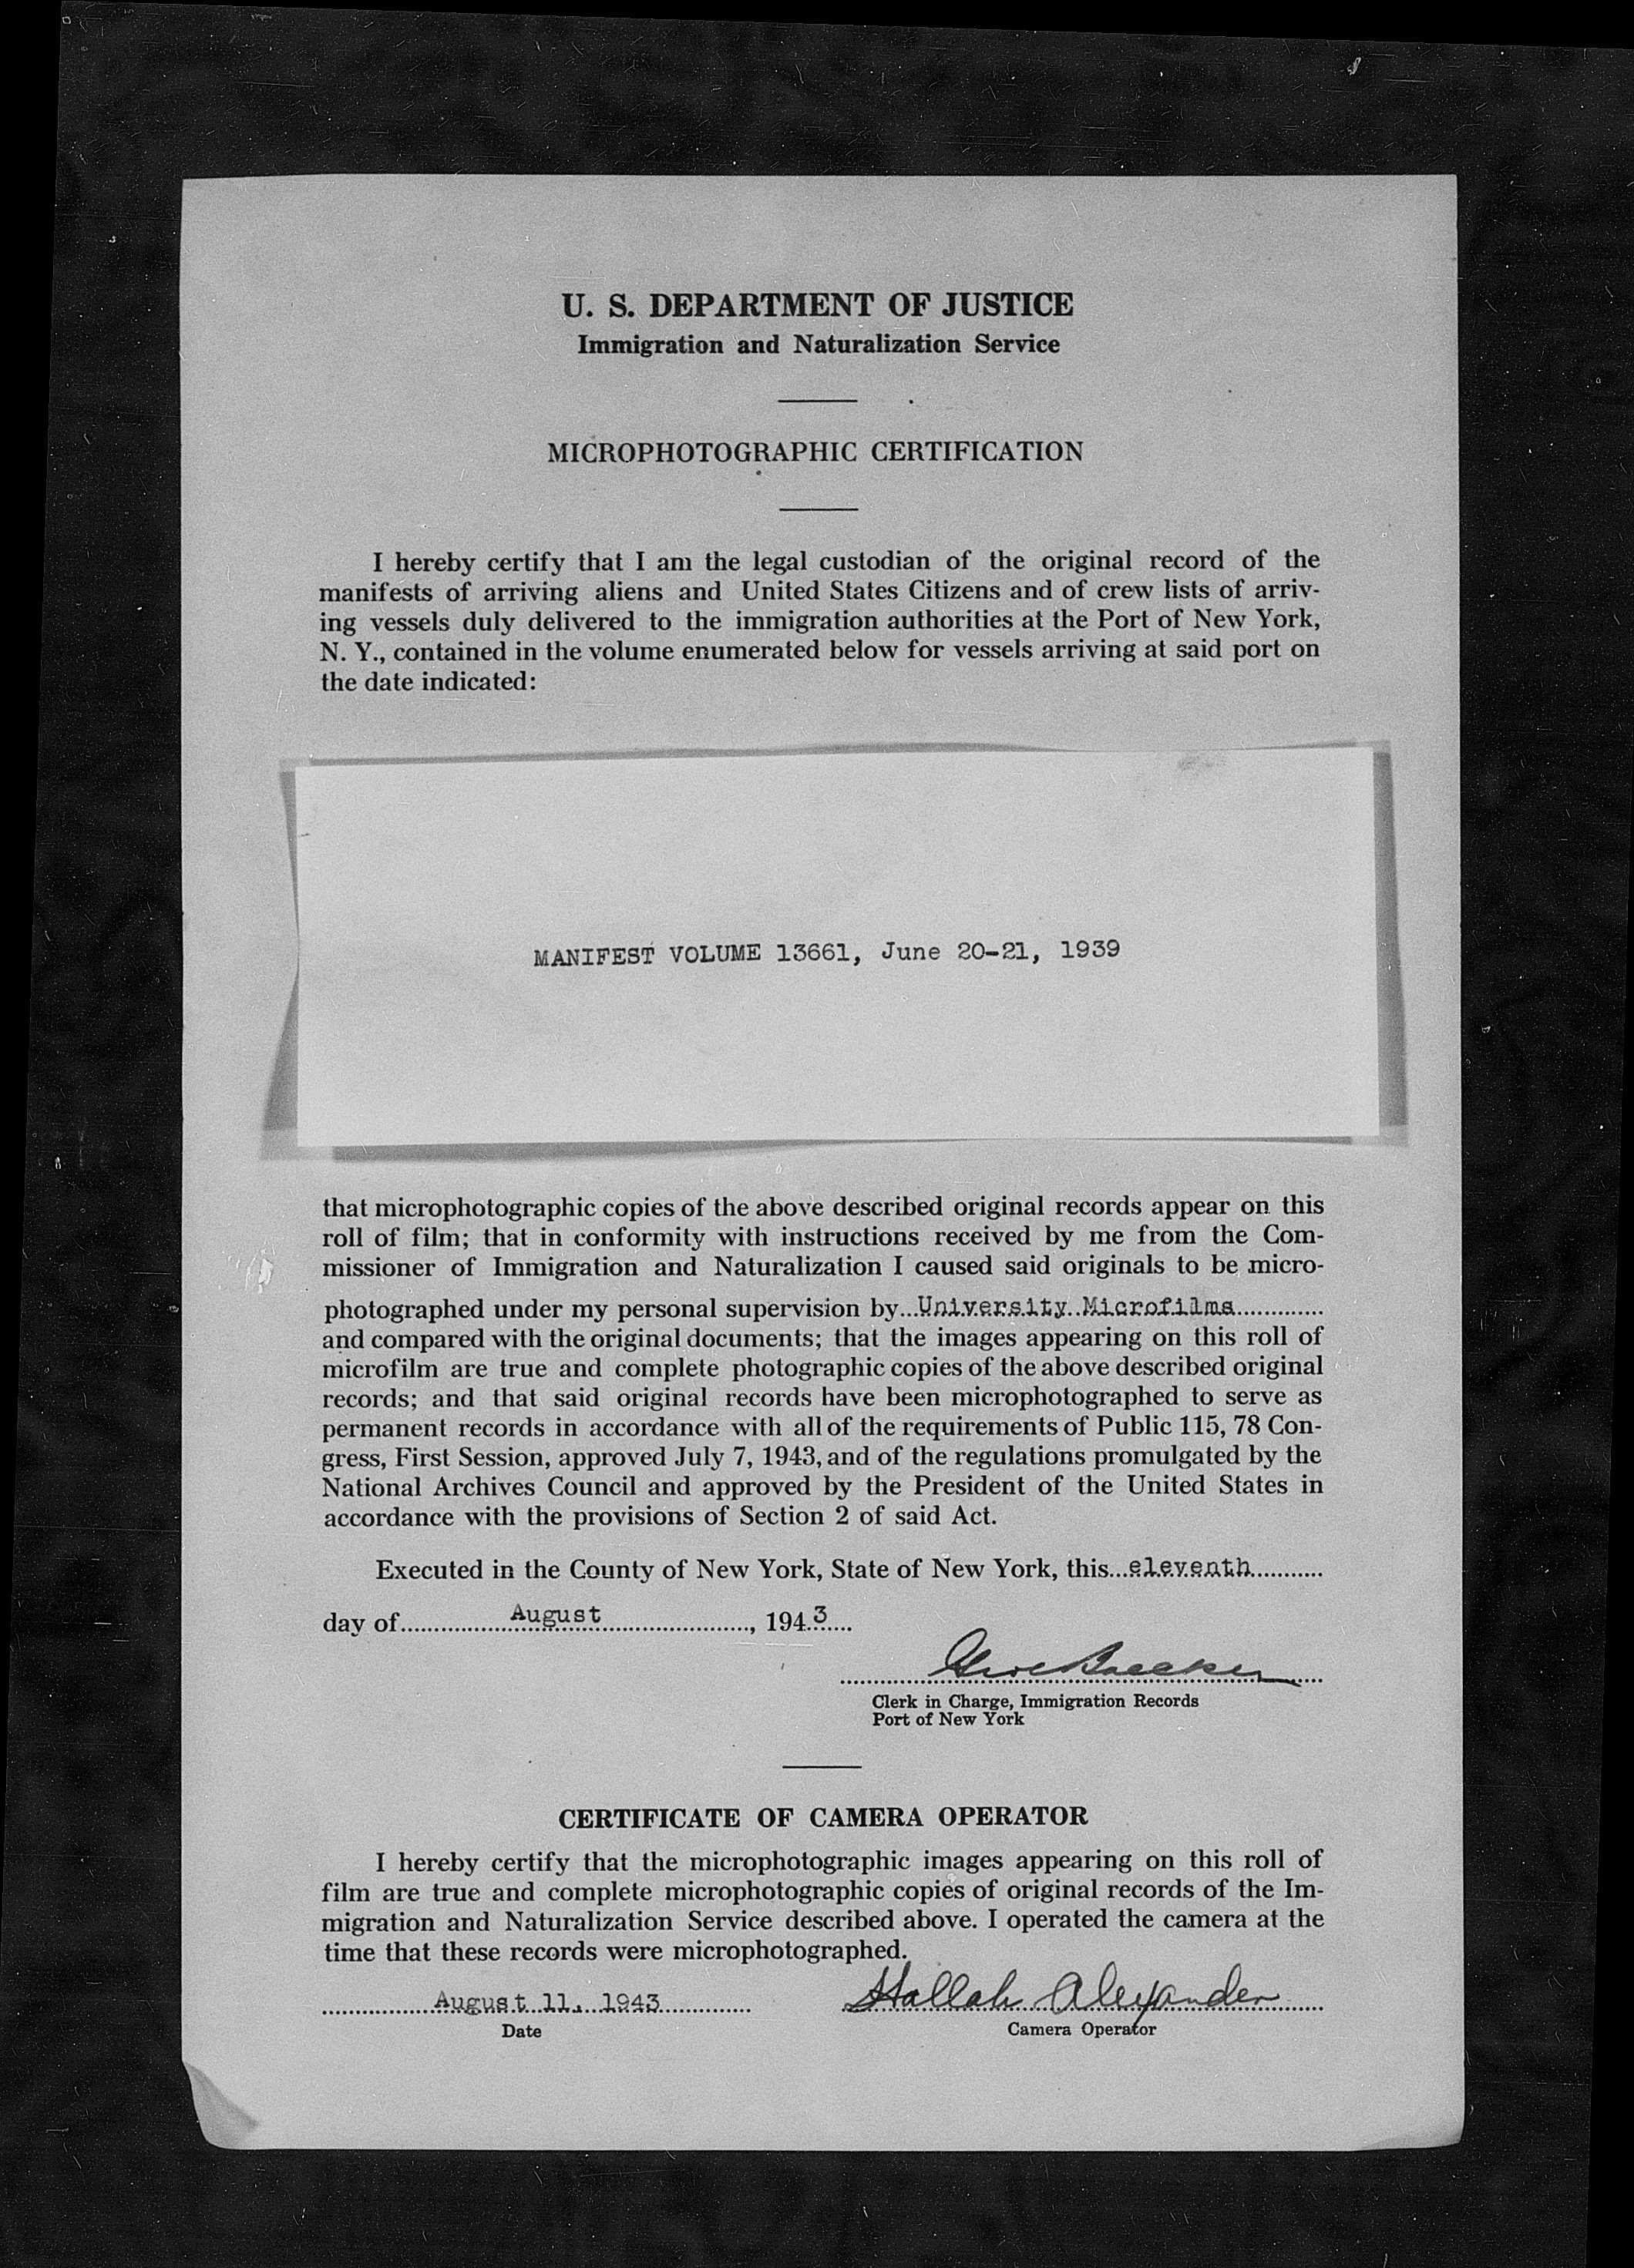 U. S. DEPARTMENT OF JUSTICE
Immigration and Naturalization Service
MICROPHOTOGRAPHIC CERTIFICATION
I hereby certify that I am the legal custodian of the original record of the
manifests of arriving aliens and United States Citizens and of crew lists of arriv-
ing vessels duly delivered to the immigration authorities at the Port of New York,
N. Y., contained in the volume enumerated below for vessels arriving at said port on
the date indicated:
MANIFEST VOLUME 13661, June 20-21, 1939
that microphotographic copies of the above described original records appear on this
roll of film; that in conformity with instructions received by me from the Com-
missioner of Immigration and Naturalization I caused said originals to be micro-
photographed under my personal supervision by University Microfilms
and compared with the original documents; that the images appearing on this roll of
microfilm are true and complete photographic copies of the above described original
records; and that said original records have been microphotographed to serve as
permanent records in accordance with all of the requirements of Public 115, 78 Con-
gress, First Session, approved July 7, 1943, and of the regulations promulgated by the
National Archives Council and approved by the President of the United States in
accordance with the provisions of Section 2 of said Act.
Executed in the County of New York, State of New York, this eleventh
day of August, 1943
Clerk in Charge, Immigration Records
Port of New York
CERTIFICATE OF CAMERA OPERATOR
I hereby certify that the microphotographic images appearing on this roll of
film are true and complete microphotographic copies of original records of the Im-
migration and Naturalization Service described above. I operated the camera at the
time that these records were microphotographed.
August 11, 1943 Alexander
Date Camera Operator